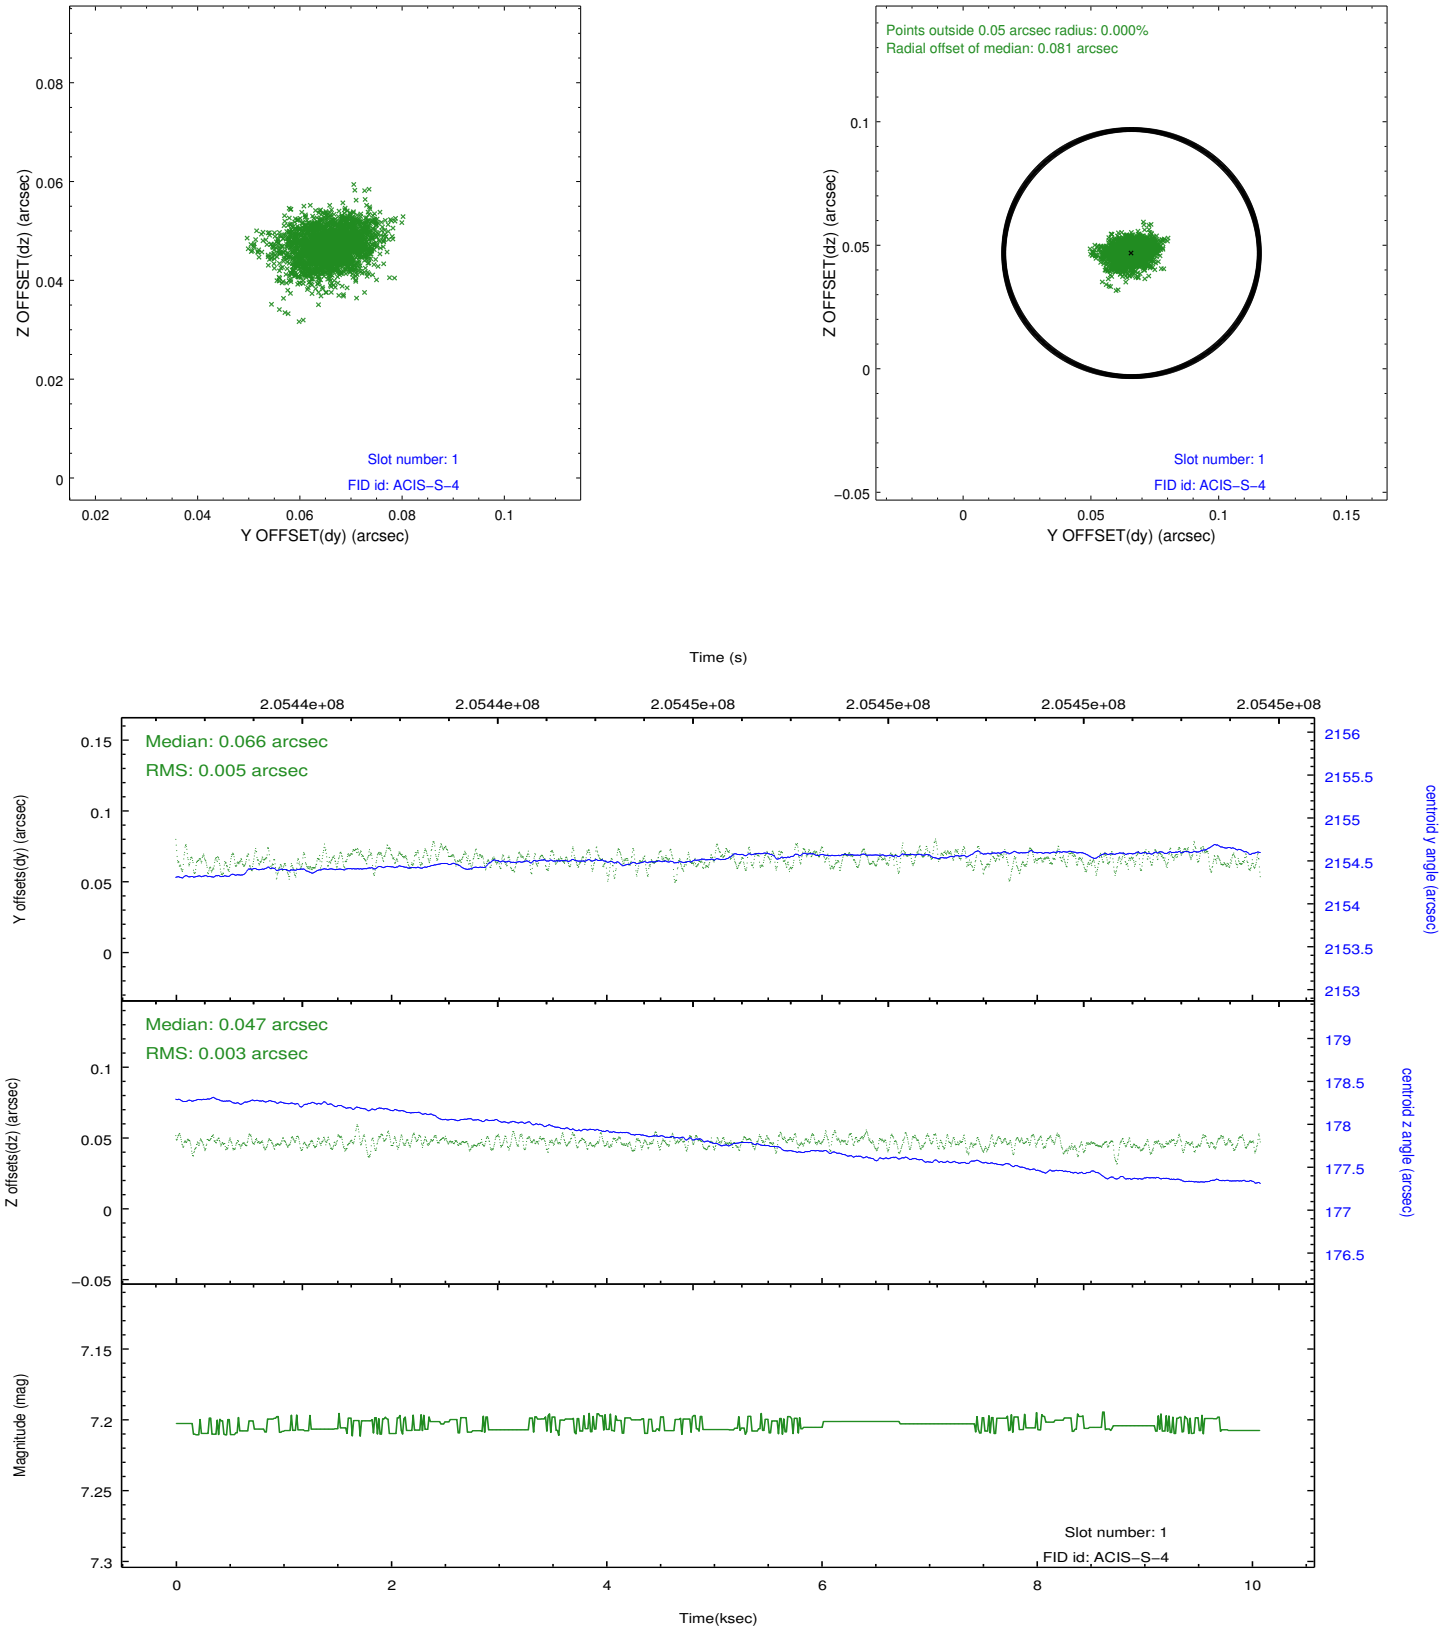 0.08
0.06
0.04
0.02
0
Z OFFSET(dz) (arcsec)
Slot number: 1
FID id: ACIS−S−4
0.02 0.04 0.06 0.08 0.1
Y OFFSET(dy) (arcsec)
Points outside 0.05 arcsec radius: 0.000%
Radial offset of median: 0.081 arcsec
0.1
0.05
0
−0.05
Z OFFSET(dz) (arcsec)
Slot number: 1
FID id: ACIS−S−4
0 0.05 0.1 0.15
Y OFFSET(dy) (arcsec)
Time (s)
2.0544e+08 2.0544e+08 2.0545e+08 2.0545e+08 2.0545e+08 2.0545e+08
Median: 0.066 arcsec
RMS: 0.005 arcsec
0.15
0.1
0.05
0
Y offsets(dy) (arcsec)
2156
2155.5
2155
2154.5
2154
2153.5
2153
centroid y angle (arcsec)
Median: 0.047 arcsec
RMS: 0.003 arcsec
0.1
0.05
0
−0.05
Z offsets(dz) (arcsec)
179
178.5
178
177.5
177
176.5
centroid z angle (arcsec)
7.15
7.2
7.25
7.3
Magnitude (mag)
Slot number: 1
FID id: ACIS−S−4
0 2 4 6 8 10
Time(ksec)